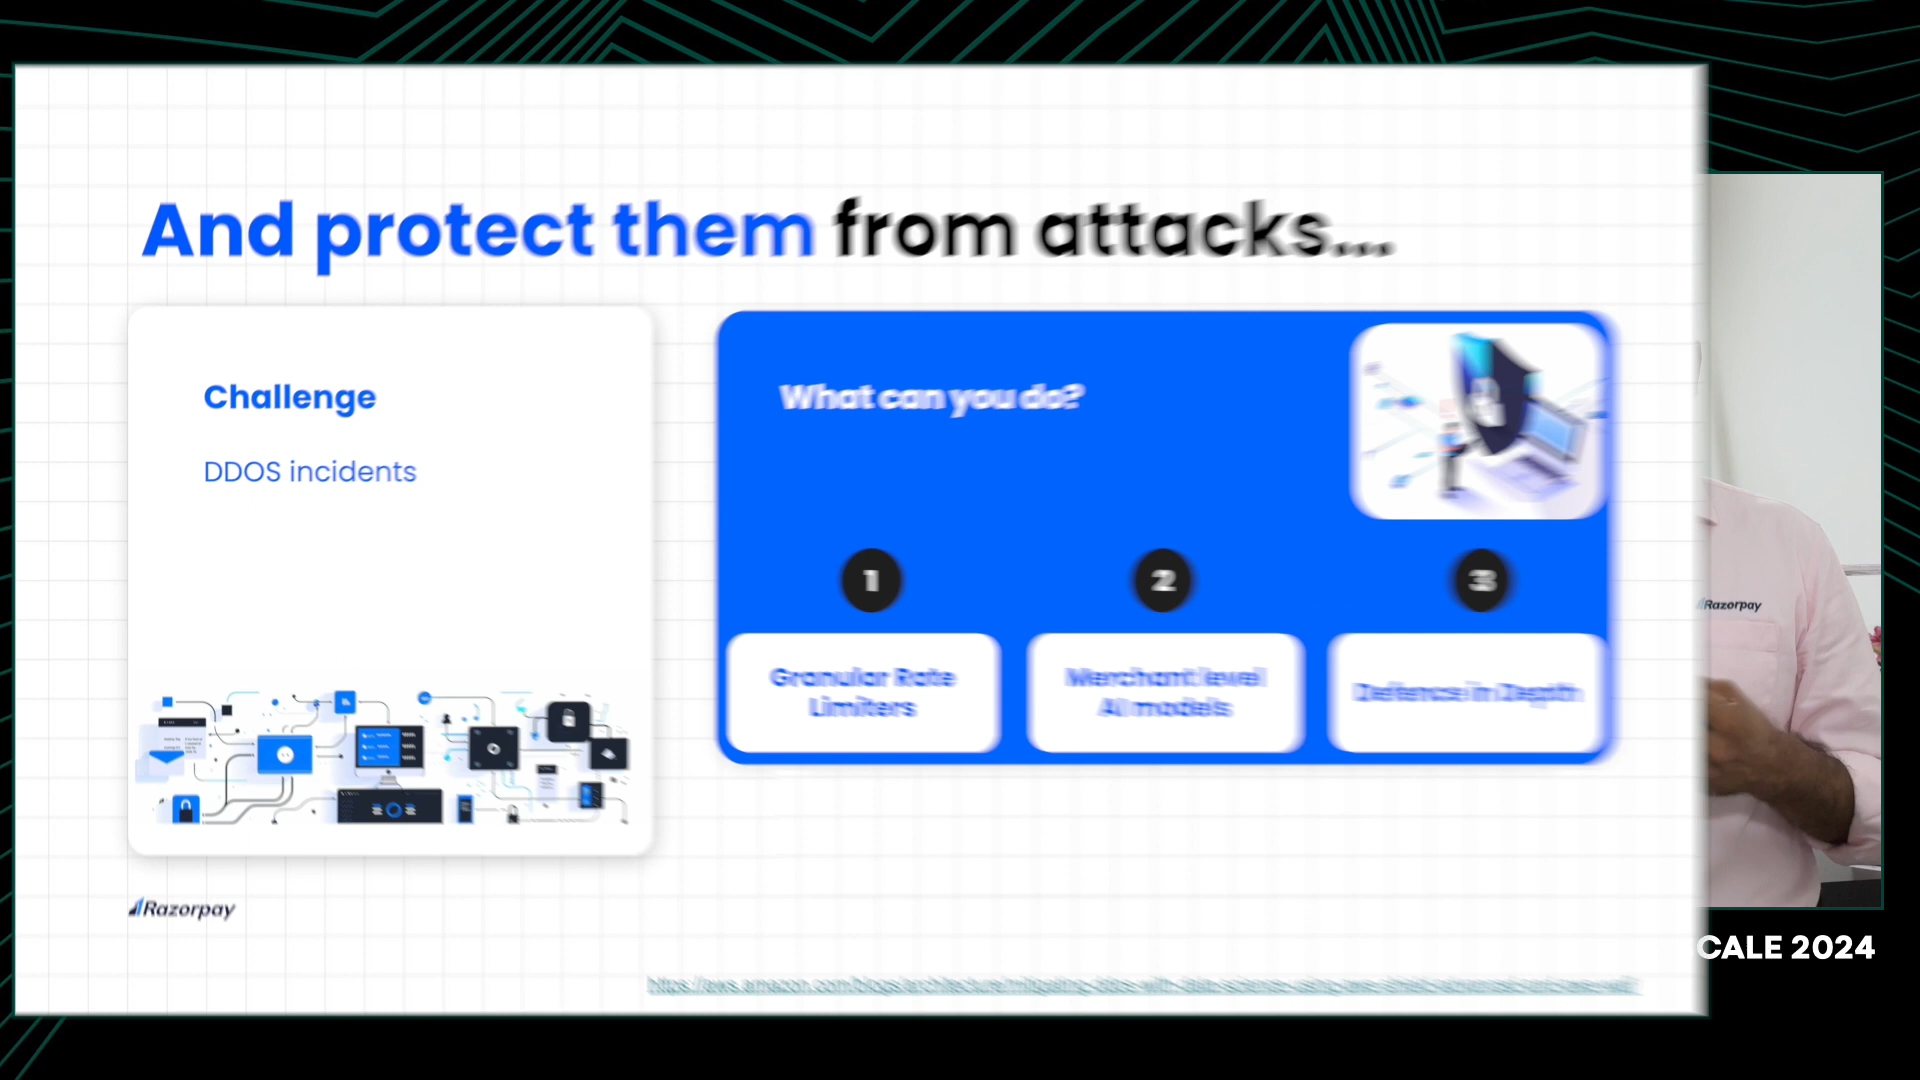 And protect them from attacks...
Challenge
DDOS incidents
What can you do?
1
2
3
Granular Rate
Limiters
Merchant level
AI models
Defence in Depth
Razorpay
Razorpay
CALE 2024